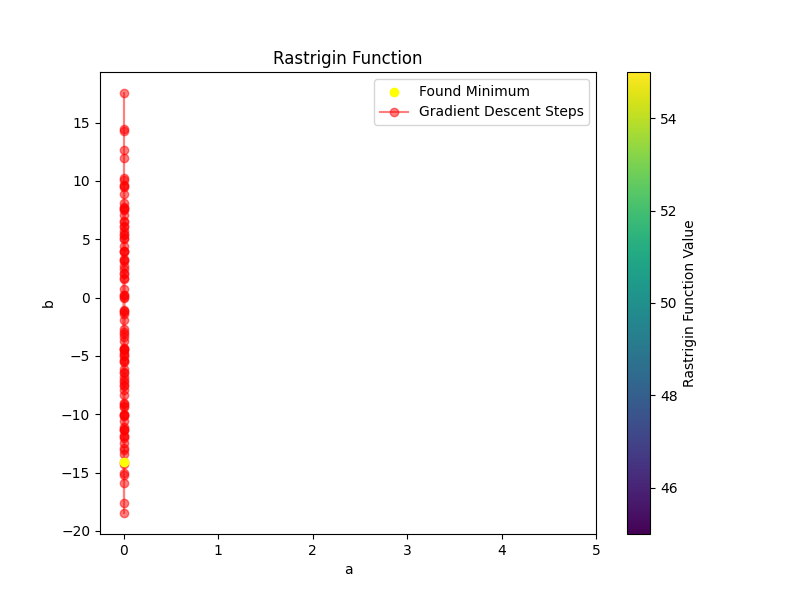 Rastrigin Function
Found Minimum
Gradient Descent Steps
15
10
5
0
−5
−10
−15
−20
b
0 1 2 3 4 5
a
54
52
50
48
46
Rastrigin Function Value